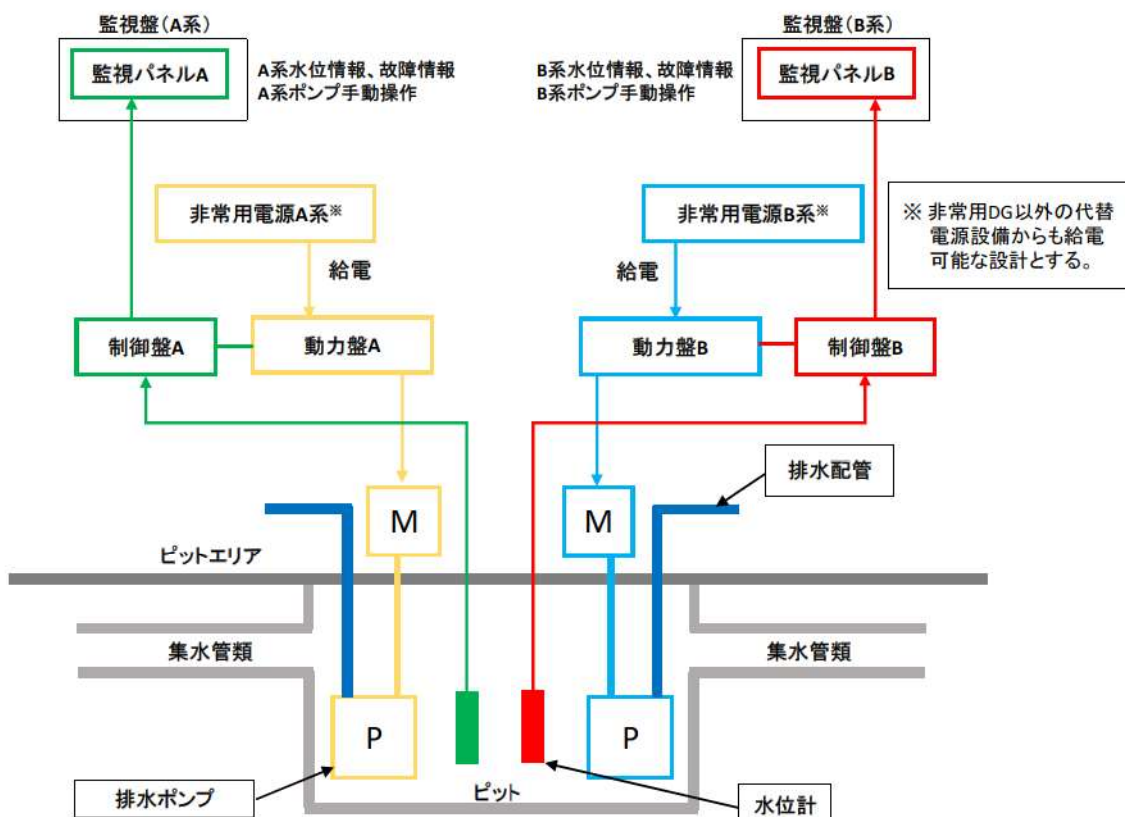 監視盤（A系）
監視パネルA
A系水位情報、故障情報
A系ポンプ手動操作
監視盤（B系）
B系水位情報、故障情報
B系ポンプ手動操作
監視パネルB
非常用電源A系※
非常用電源B系※
※ 非常用DG以外の代替
電源設備からも給電
可能な設計とする。
給電
給電
制御盤A
動力盤A
動力盤B
制御盤B
排水配管
M
M
ピットエリア
集水管類
集水管類
P
P
排水ポンプ
ピット
水位計